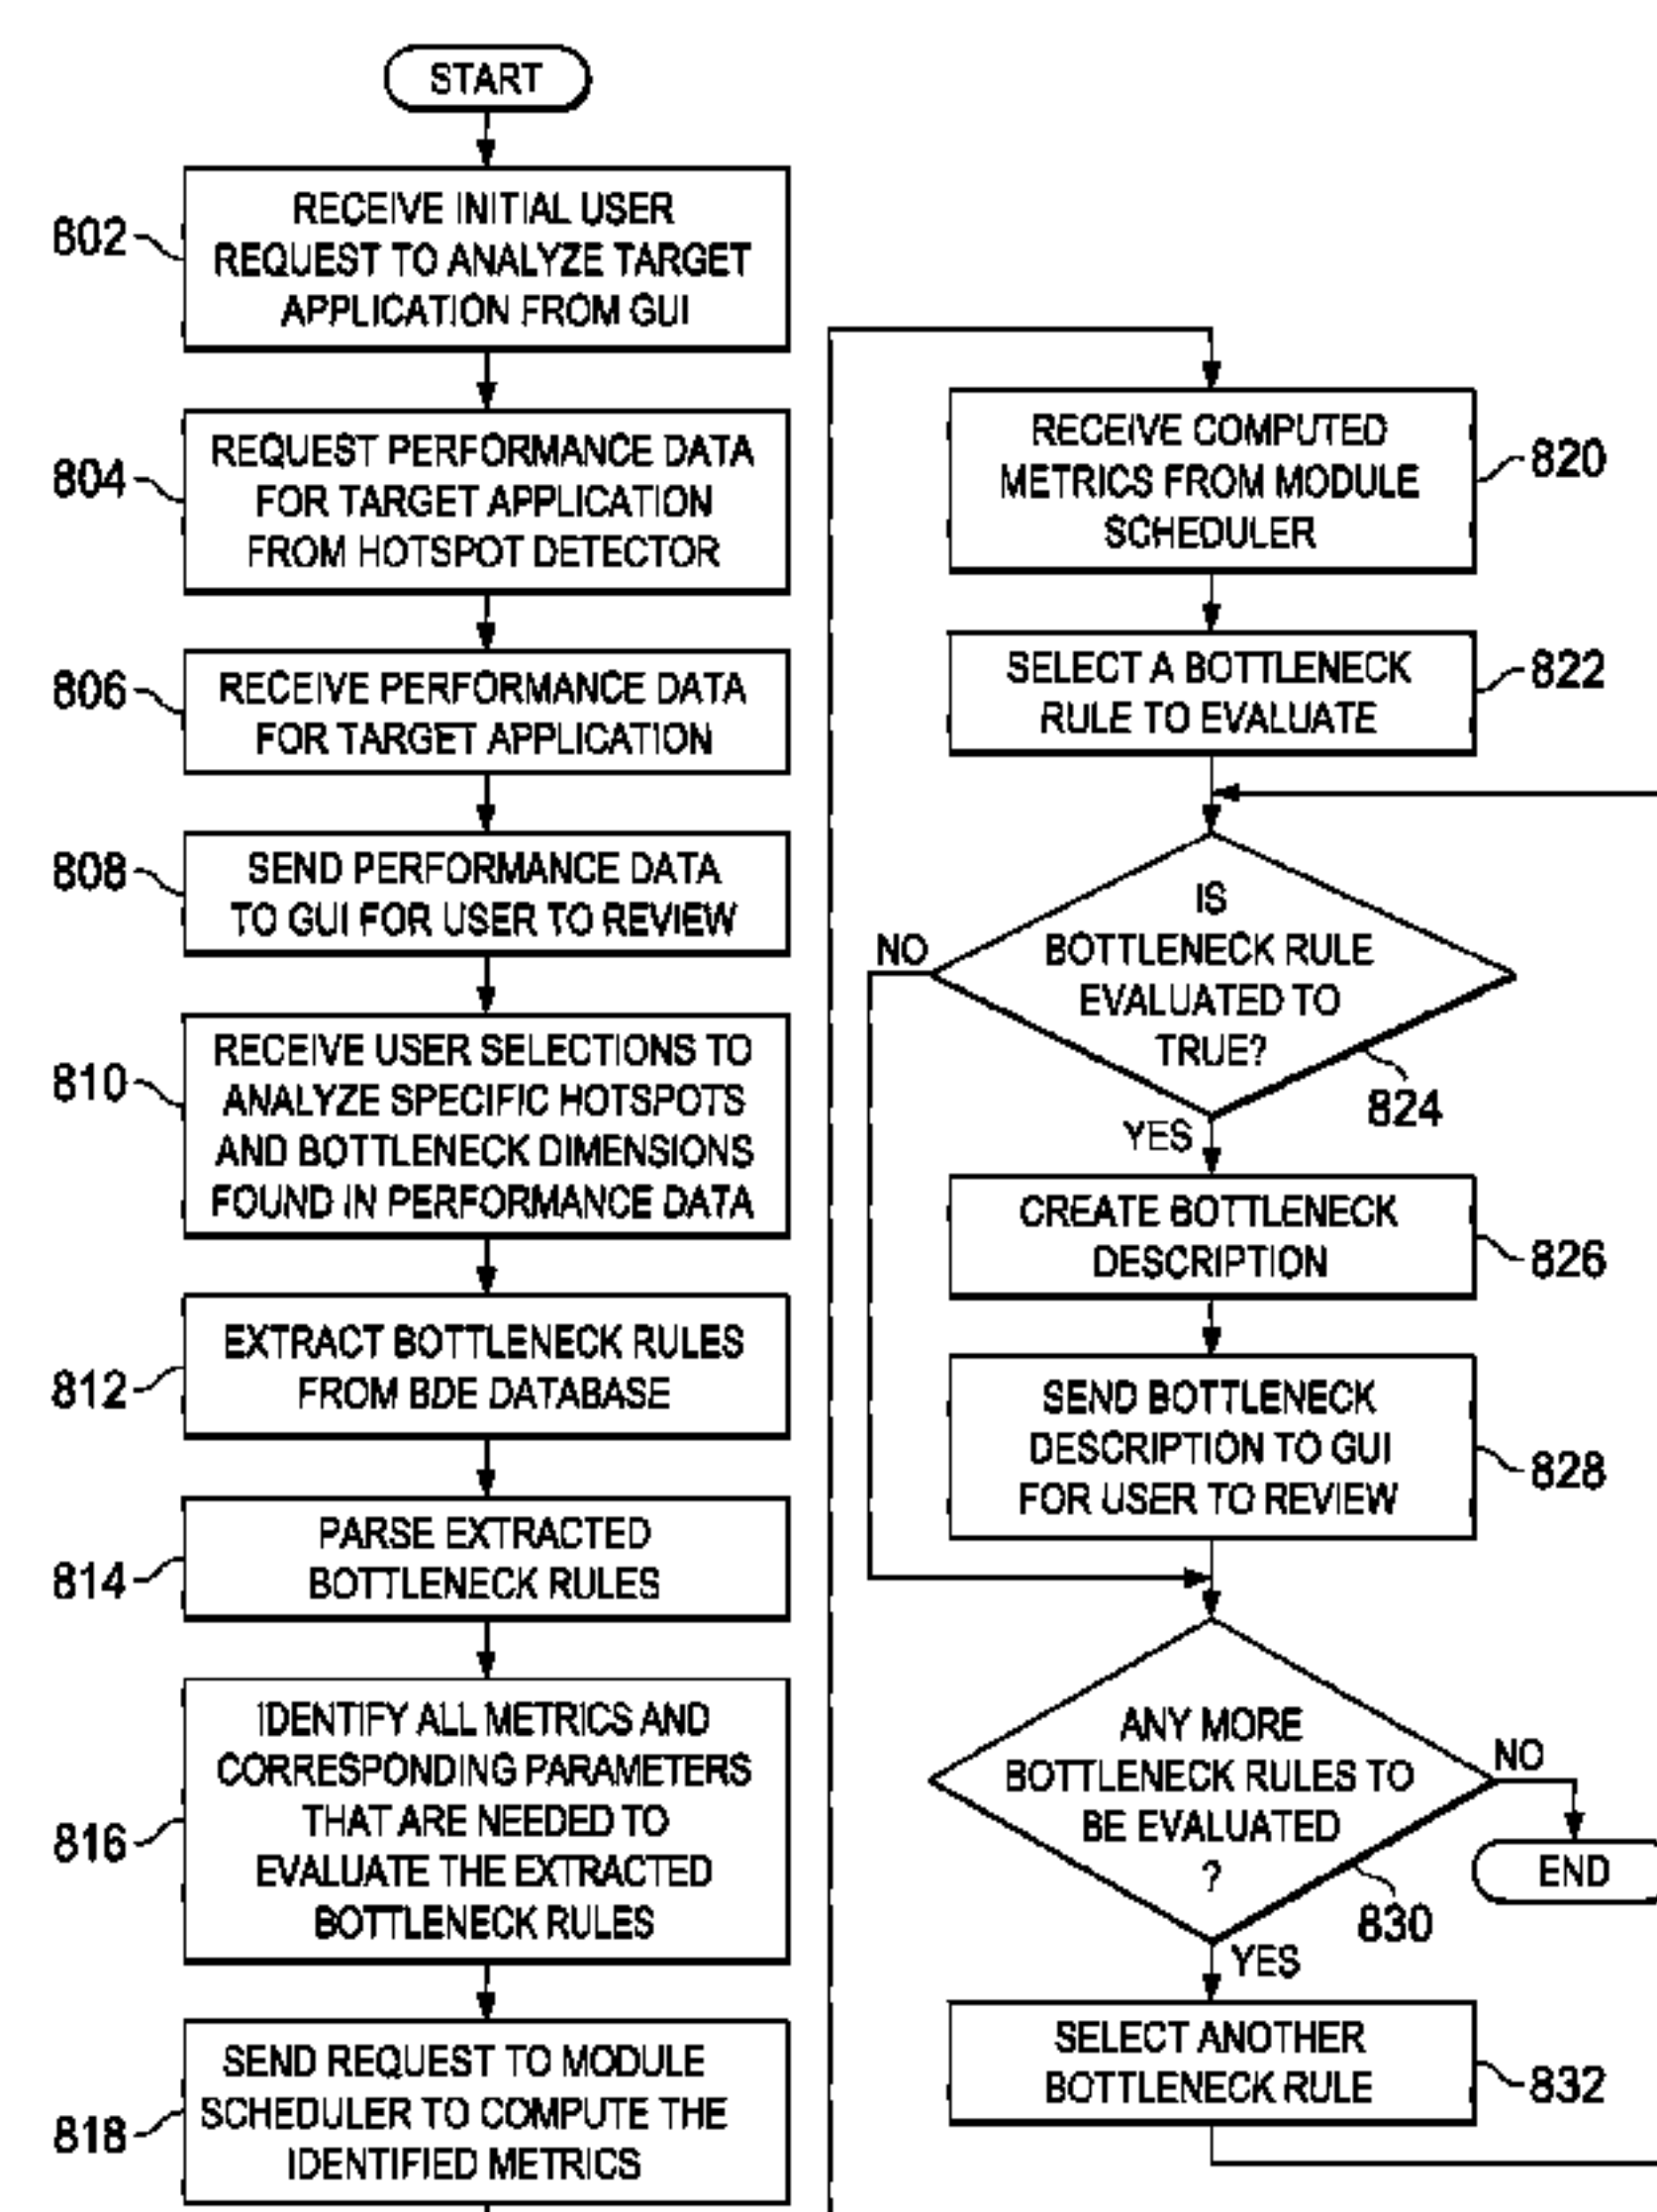 START
802
RECEIVE INITIAL USER
REQUEST TO ANALYZE TARGET
APPLICATION FROM GUI
804
REQUEST PERFORMANCE DATA
FOR TARGET APPLICATION
FROM HOTSPOT DETECTOR
806
RECEIVE PERFORMANCE DATA
FOR TARGET APPLICATION
808
SEND PERFORMANCE DATA
TO GUI FOR USER TO REVIEW
810
RECEIVE USER SELECTIONS TO
ANALYZE SPECIFIC HOTSPOTS
AND BOTTLENECK DIMENSIONS
FOUND IN PERFORMANCE DATA
812
EXTRACT BOTTLENECK RULES
FROM BDE DATABASE
814
PARSE EXTRACTED
BOTTLENECK RULES
816
IDENTIFY ALL METRICS AND
CORRESPONDING PARAMETERS
THAT ARE NEEDED TO
EVALUATE THE EXTRACTED
BOTTLENECK RULES
818
SEND REQUEST TO MODULE
SCHEDULER TO COMPUTE THE
IDENTIFIED METRICS
RECEIVE COMPUTED
METRICS FROM MODULE
SCHEDULER
820
SELECT A BOTTLENECK
RULE TO EVALUATE
822
IS
BOTTLENECK RULE
EVALUATED TO
TRUE?
NO
824
YES
CREATE BOTTLENECK
DESCRIPTION
826
SEND BOTTLENECK
DESCRIPTION TO GUI
FOR USER TO REVIEW
828
ANY MORE
BOTTLENECK RULES TO
BE EVALUATED
?
NO
END
830
YES
SELECT ANOTHER
BOTTLENECK RULE
832